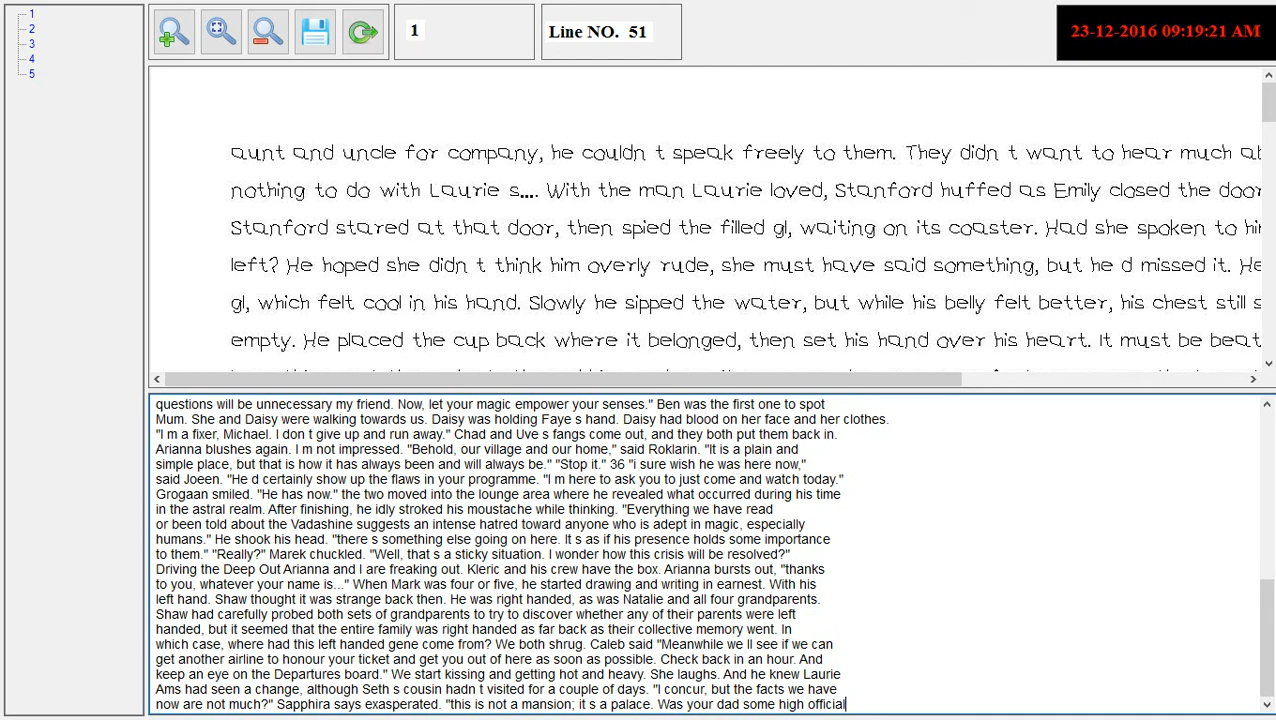 1
2
3
4
5
1
Line NO. 51
23-12-2016 09:19:21 AM
aunt and uncle for company, he couldn t speak freely to them. They didn t want to hear much
nothing to do with Laurie s.... With the man Laurie loved, Stanford huffed as Emily closed the door
Stanford stared at that door, then spied the filled gl, waiting on its coaster. Had she spoken to
left? He hoped she didn t think him overly rude, she must have said something, but he d missed it. He
gl, which felt cool in his hand. Slowly he sipped the water, but while his belly felt better, his chest still s
empty. He placed the cup back where it belonged, then set his hand over his heart. It must be beat
questions will be unnecessary my friend. Now, let your magic empower your senses." Ben was the first one to spot
Mum. She and Daisy were walking towards us. Daisy was holding Faye s hand. Daisy had blood on her face and her clothes.
"I m a fixer, Michael. I don t give up and run away." Chad and Uve s fangs come out, and they both put them back in.
Arianna blushes again. I m not impressed. "Behold, our village and our home," said Roklarin. "It is a plain and
simple place, but that is how it has always been and will always be." "Stop it." 36 "i sure wish he was here now,"
said Joeen. "He d certainly show up the flaws in your programme. "I m here to ask you to just come and watch today."
Grogaan smiled. "He has now." the two moved into the lounge area where he revealed what occurred during his time
in the astral realm. After finishing, he idly stroked his moustache while thinking. "Everything we have read
or been told about the Vadashine suggests an intense hatred toward anyone who is adept in magic, especially
humans." He shook his head. "there s something else going on here. It s as if his presence holds some importance
to them." "Really?" Marek chuckled. "Well, that s a sticky situation. I wonder how this crisis will be resolved?"
Driving the Deep Out Arianna and I are freaking out. Kleric and his crew have the box. Arianna bursts out, "thanks
to you, whatever your name is..." When Mark was four or five, he started drawing and writing in earnest. With his
left hand. Shaw thought it was strange back then. He was right handed, as was Natalie and all four grandparents.
Shaw had carefully probed both sets of grandparents to try to discover whether any of their parents were left
handed, but it seemed that the entire family was right handed as far back as their collective memory went. In
which case, where had this left handed gene come from? We both shrug. Caleb said "Meanwhile we ll see if we can
get another airline to honour your ticket and get you out of here as soon as possible. Check back in an hour. And
keep an eye on the Departures board." We start kissing and getting hot and heavy. She laughs. And he knew Laurie
Ams had seen a change, although Seth s cousin hadn t visited for a couple of days. "I concur, but the facts we have
now are not much?" Sapphira says exasperated. "this is not a mansion; it s a palace. Was your dad some high official